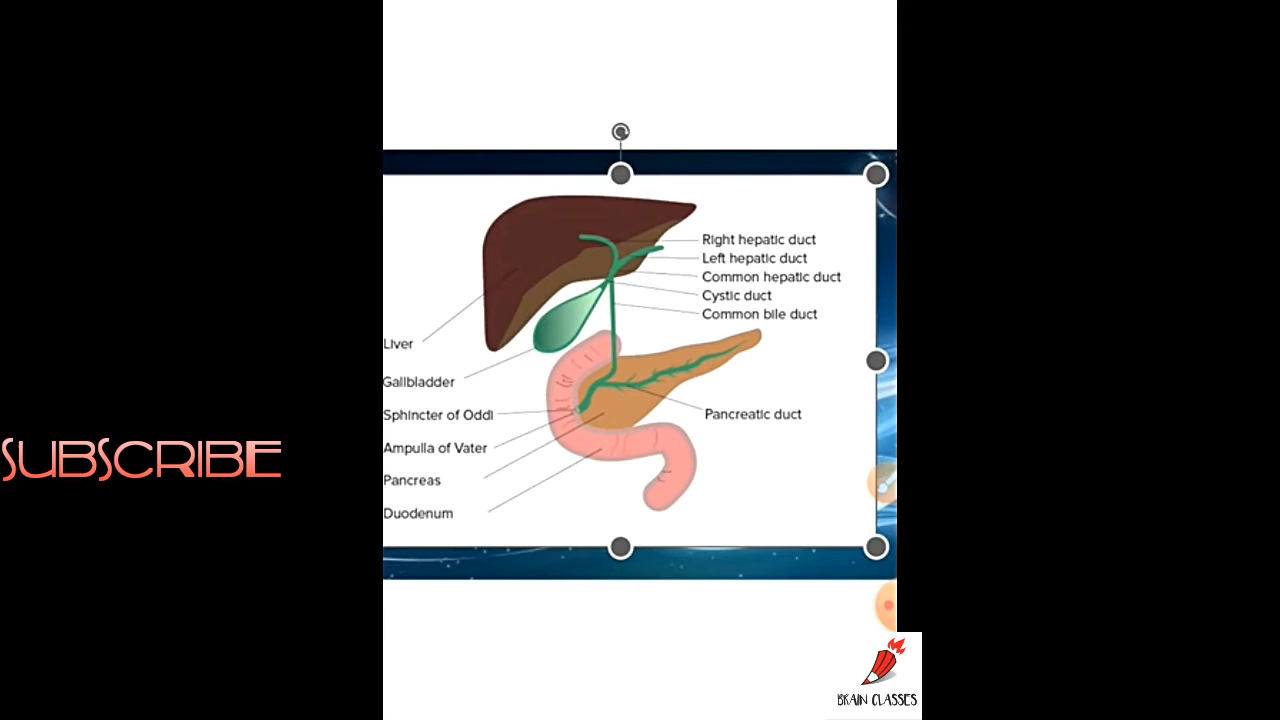 Right hepatic duct
Left hepatic duct
Common hepatic duct
Cystic duct
Common bile duct
Liver
Gallbladder
Sphincter of Oddi
Pancreatic duct
Ampulla of Vater
Pancreas
Duodenum
SUBSCRIBE
BRAIN CLASSES